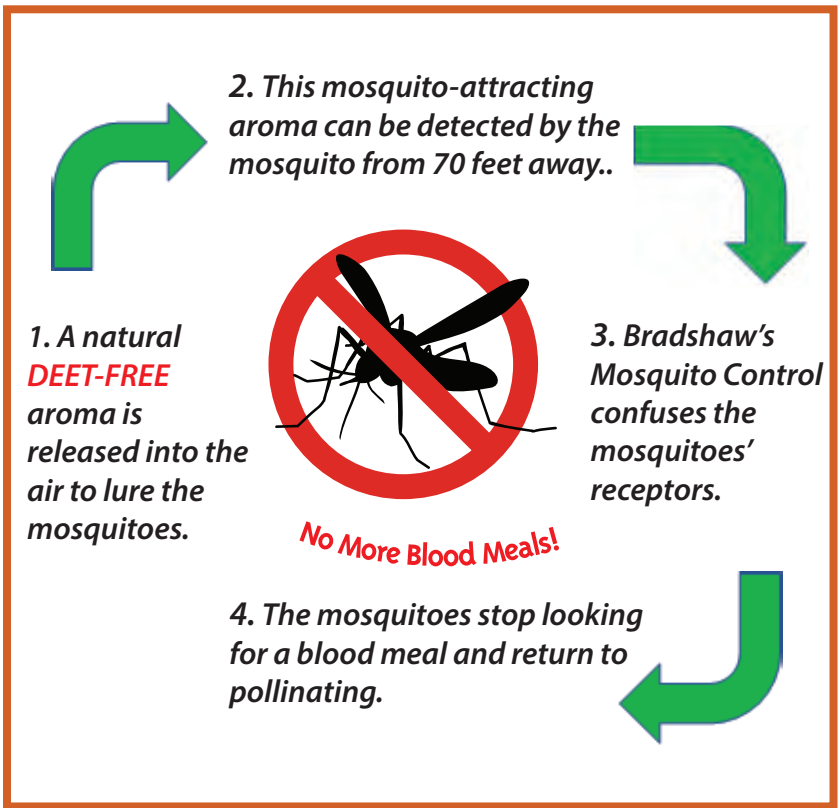 1. A natural
DEET-FREE
aroma is
released into the
air to lure the
mosquitoes.
2. This mosquito-attracting
aroma can be detected by the
mosquito from 70 feet away..
3. Bradshaw's
Mosquito Control
confuses the
mosquitoes'
receptors.
4. The mosquitoes stop looking
for a blood meal and return to
pollinating.
No More Blood Meals!